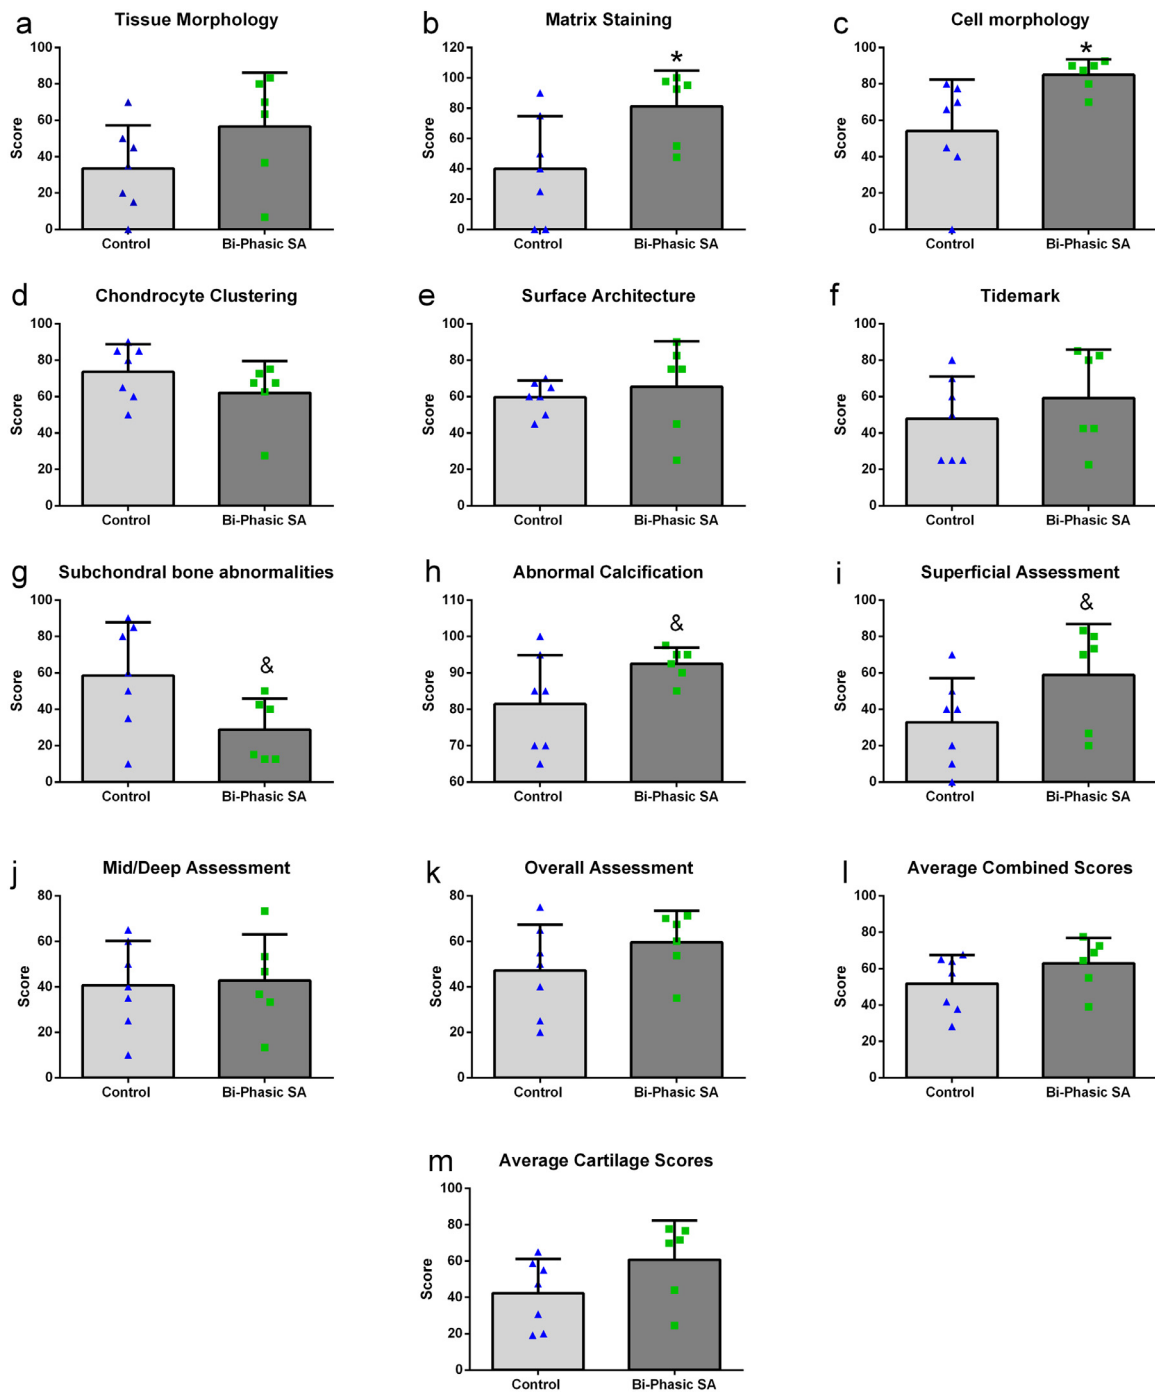 a Tissue Morphology
100
80
60
40
20
0
Score
Control Bi-Phasic SA
b Matrix Staining
120
100
80
60
40
20
0
Score
*
Control Bi-Phasic SA
c Cell morphology
100
80
60
40
20
0
Score
*
Control Bi-Phasic SA
d Chondrocyte Clustering
100
80
60
40
20
0
Score
Control Bi-Phasic SA
e Surface Architecture
100
80
60
40
20
0
Score
Control Bi-Phasic SA
f Tidemark
100
80
60
40
20
0
Score
Control Bi-Phasic SA
g Subchondral bone abnormalities
100
80
60
40
20
0
Score
&
Control Bi-Phasic SA
h Abnormal Calcification
110
100
90
80
70
60
Score
&
Control Bi-Phasic SA
i Superficial Assessment
100
80
60
40
20
0
Score
&
Control Bi-Phasic SA
j Mid/Deep Assessment
80
60
40
20
0
Score
Control Bi-Phasic SA
k Overall Assessment
80
60
40
20
0
Score
Control Bi-Phasic SA
l Average Combined Scores
100
80
60
40
20
0
Score
Control Bi-Phasic SA
m Average Cartilage Scores
100
80
60
40
20
0
Score
Control Bi-Phasic SA